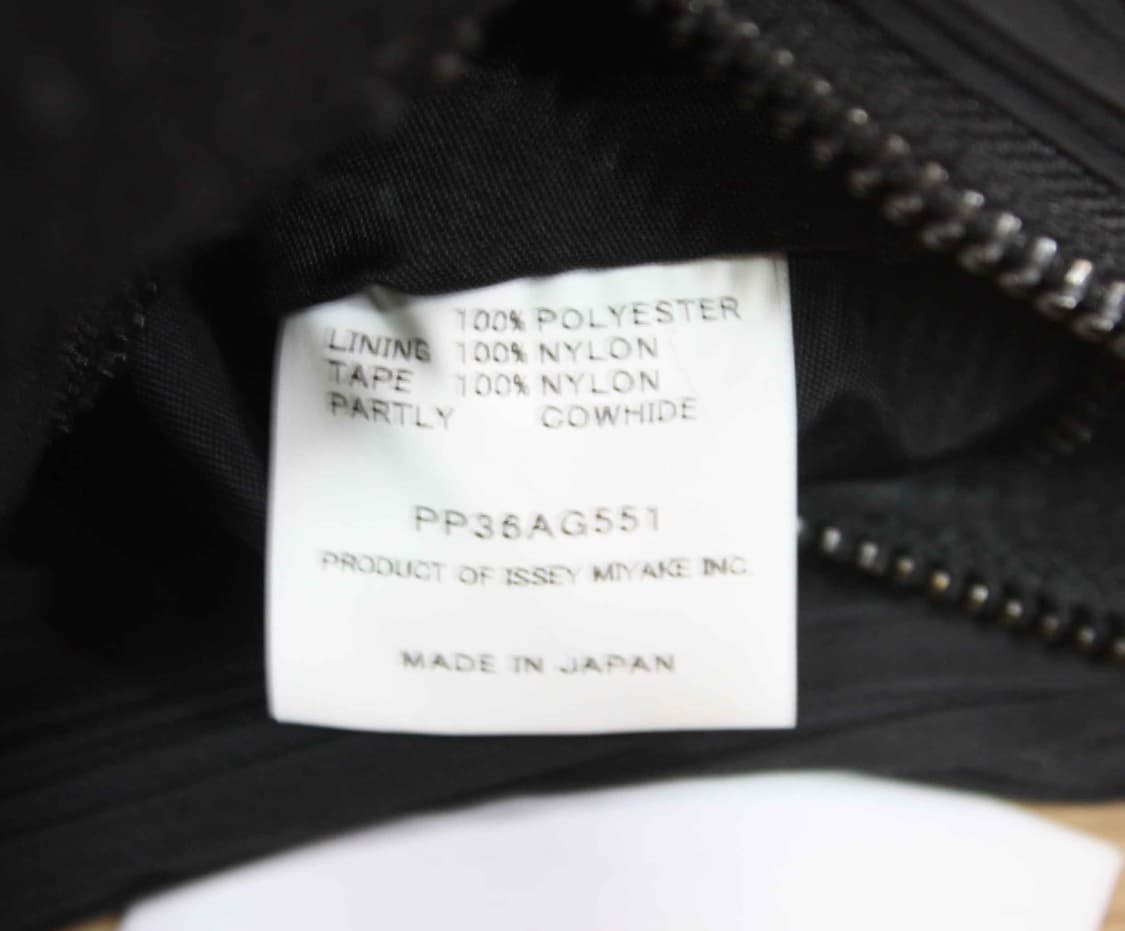 100% POLYESTER
LINING 100% NYLON
TAPE 100% NYLON
PARTLY COWHIDE
PP36AG551
PRODUCT OF ISSEY MIYAKE INC.
MADE IN JAPAN